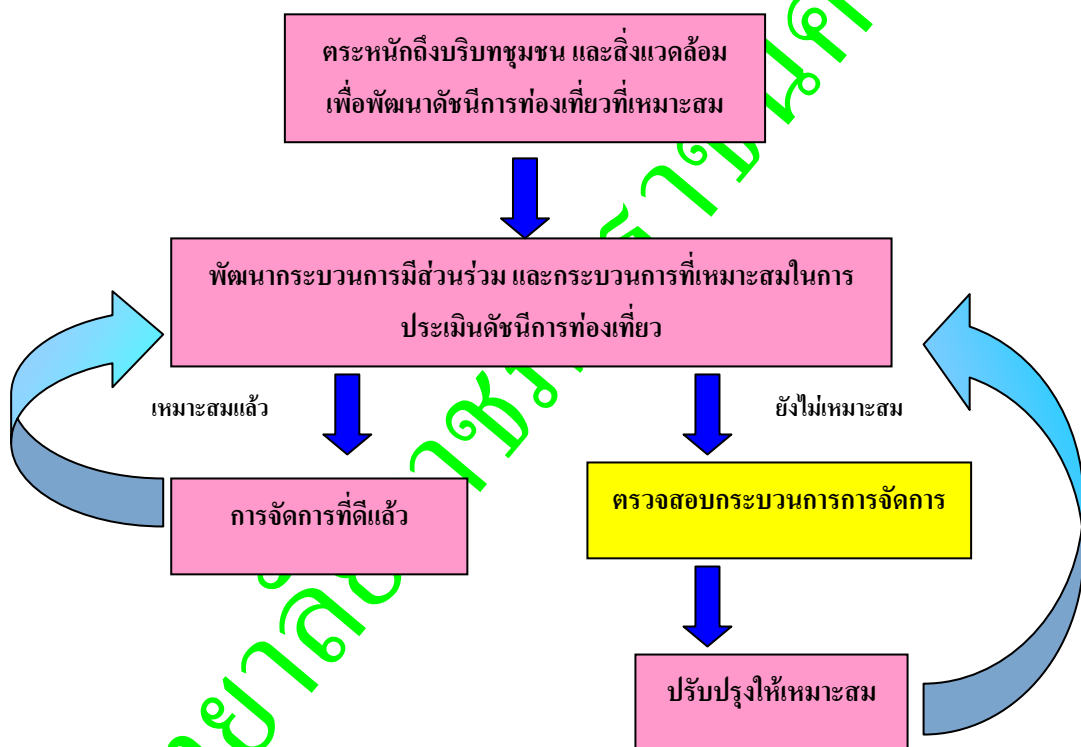 ตระหนักถึงบริบทชุมชน และสิ่งแวดล้อม
เพื่อพัฒนาดัชนีการท่องเที่ยวที่เหมาะสม
พัฒนากระบวนการมีส่วนร่วม และกระบวนการที่เหมาะสมในการ
ประเมินดัชนีการท่องเที่ยว
เหมาะสมแล้ว
ยังไม่เหมาะสม
การจัดการที่ดีแล้ว
ตรวจสอบกระบวนการการจัดการ
ปรับปรุงให้เหมาะสม